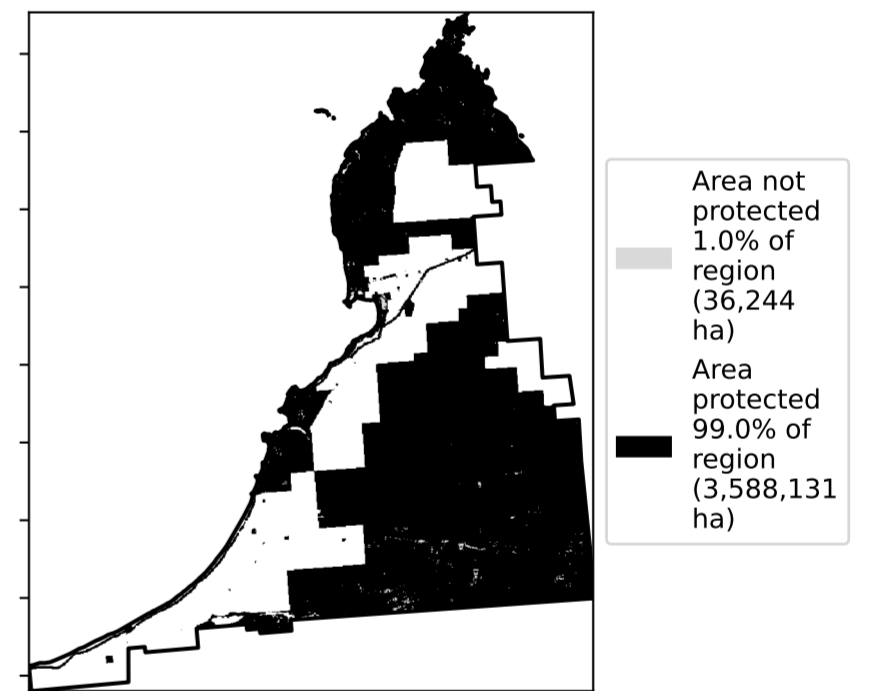 Area not
protected
1.0% of
region
(36,244
ha)
Area
protected
99.0% of
region
(3,588,131
ha)